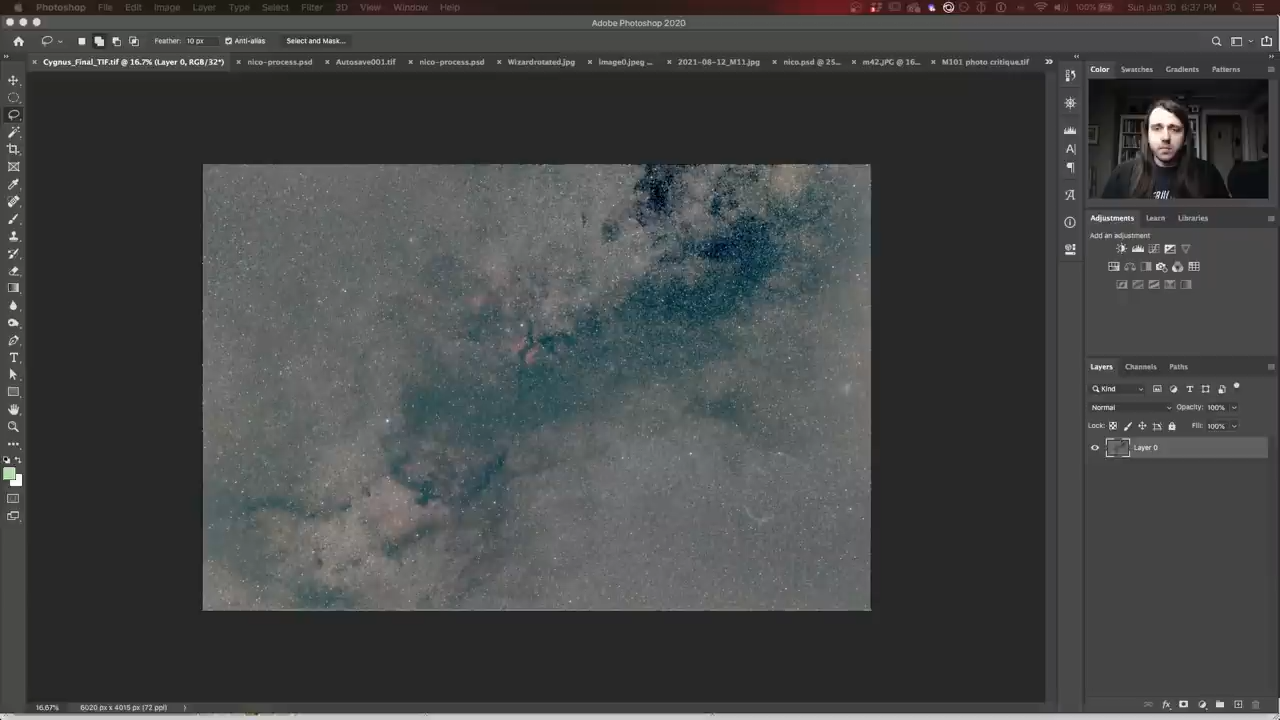 Photoshop File Edit Image Layer Type Select Filter 3D View Window Help 100% Sun Jan 30 6:37 PM
Adobe Photoshop 2020
Feather: 10 px Anti-alias Select and Mask...
× Cygnus_Final_TIF.tif @ 16.7% (Layer 0, RGB/32*) × nico-process.psd × Autosave001.tif × nico-process.psd × Wizardrotated.jpg × image0.jpeg ... × 2021-08-12_M11.jpg × nico.psd @ 25... × m42.JPG @ 16... × M101 photo critique.tif »
Color Swatches Gradients Patterns
Adjustments Learn Libraries
Add an adjustment
Layers Channels Paths
Kind
Normal Opacity: 100%
Lock: Fill: 100%
Layer 0
16.67% 6020 px x 4015 px (72 ppi)